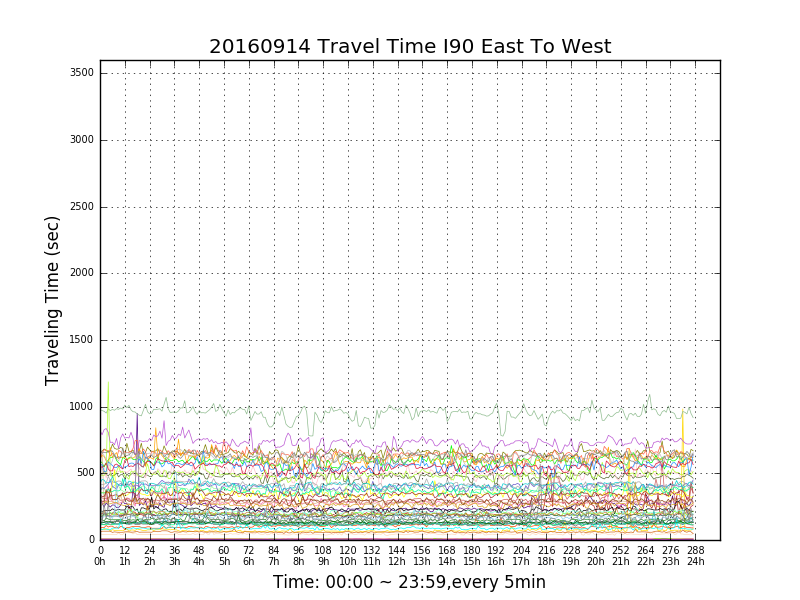 20160914 Travel Time I90 East To West
3500
3000
2500
2000
1500
1000
500
0
Traveling Time (sec)
0 12 24 36 48 60 72 84 96 108 120 132 144 156 168 180 192 204 216 228 240 252 264 276 288
0h 1h 2h 3h 4h 5h 6h 7h 8h 9h 10h 11h 12h 13h 14h 15h 16h 17h 18h 19h 20h 21h 22h 23h 24h
Time: 00:00 ~ 23:59,every 5min